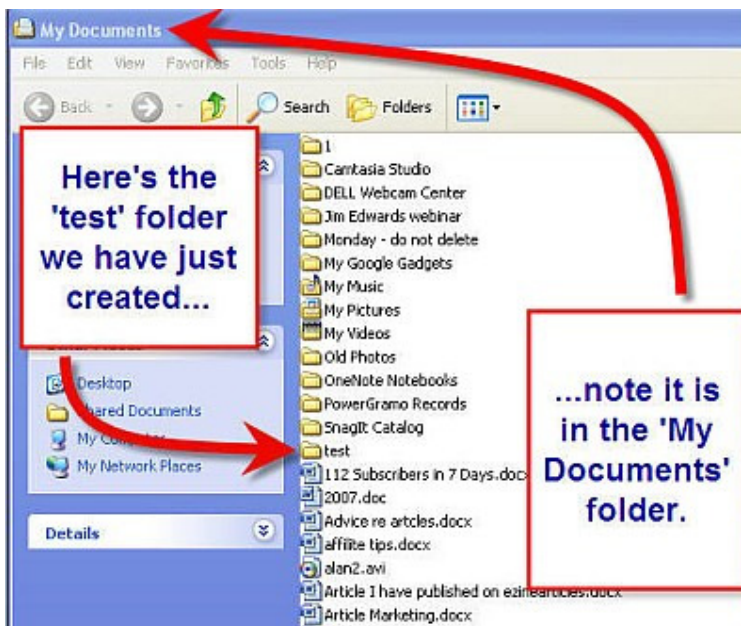 My Documents
File Edit View Favorites Tools Help
Back Search Folders
Here's the
'test' folder
we have just
created...
Desktop
Shared Documents
My Computer
My Network Places
Details
1
Camtasia Studio
DELL Webcam Center
Jim Edwards webinar
Monday - do not delete
My Google Gadgets
My Music
My Pictures
My Videos
Old Photos
OneNote Notebooks
PowerGramo Records
SnagIt Catalog
test
112 Subscribers in 7 Days.docx
2007.doc
Advice re artcles.docx
affilite tips.docx
alan2.avi
Article I have published on ezinearticles.docx
Article Marketing.docx
...note it is
in the 'My
Documents'
folder.